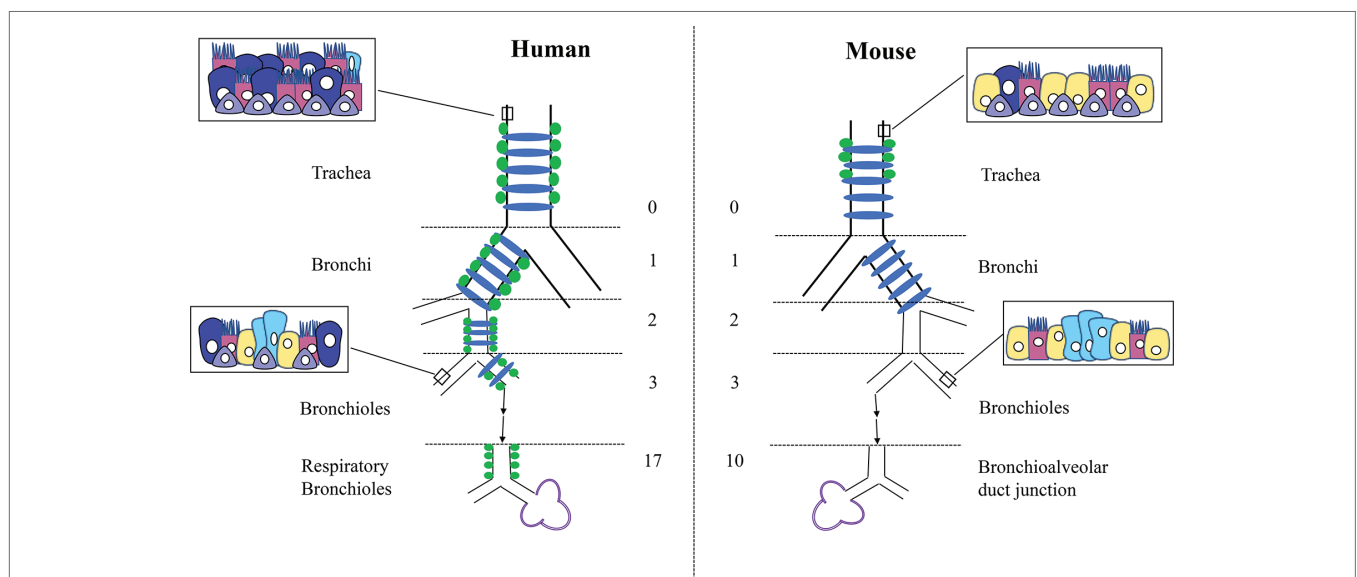 Human
Trachea
0
Bronchi
1
2
3
Bronchioles
Respiratory
Bronchioles
17
Mouse
Trachea
0
1
Bronchi
2
3
Bronchioles
10
Bronchioalveolar
duct junction